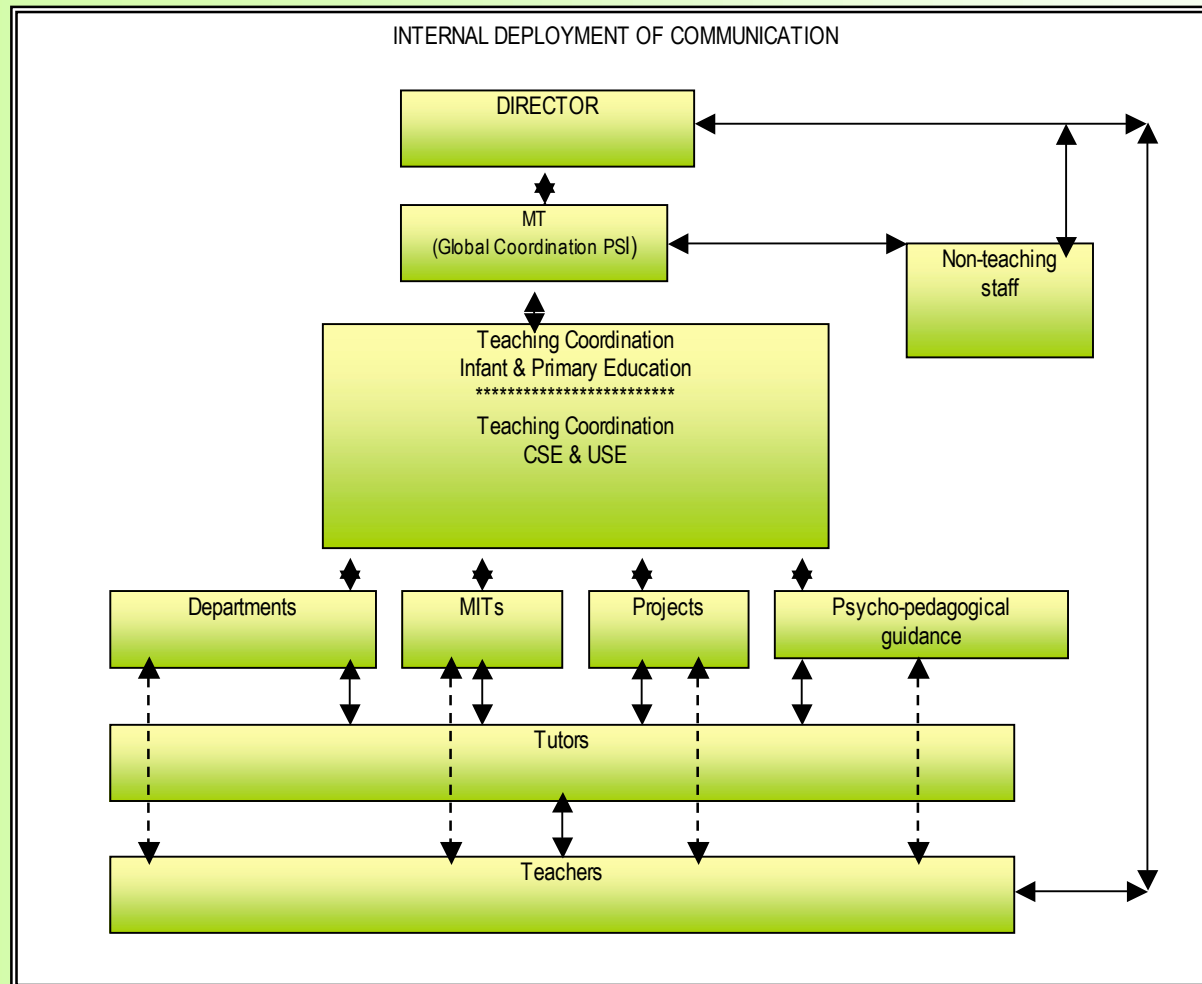 INTERNAL DEPLOYMENT OF COMMUNICATION
DIRECTOR
MT
(Global Coordination PSI)
Non-teaching
staff
Teaching Coordination
Infant & Primary Education
*************************
Teaching Coordination
CSE & USE
Departments
MITs
Projects
Psycho-pedagogical
guidance
Tutors
Teachers